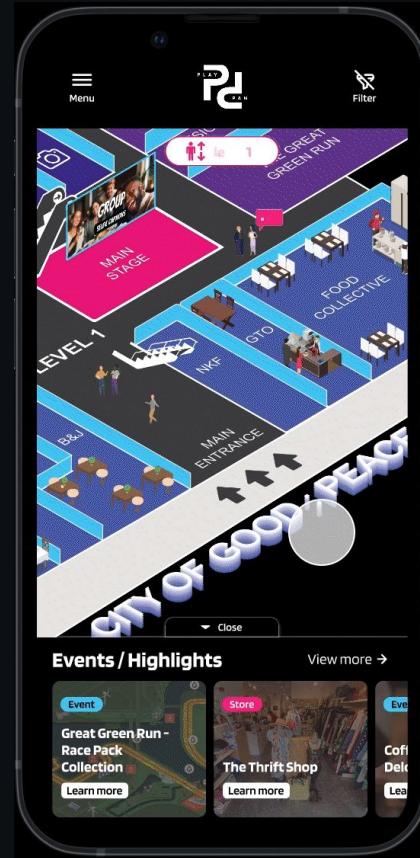 PLAY
Pd
PAN
Menu
Filter
THE GREAT
GREEN RUN
GROUP
MAIN
STAGE
FOOD
COLLECTIVE
GTO
NKF
LEVEL 1
B&J
MAIN
ENTRANCE
CITY OF GOOD
PEACE
Close
Events / Highlights
View more →
Event
Great Green Run -
Race Pack
Collection
Learn more
Store
The Thrift Shop
Learn more